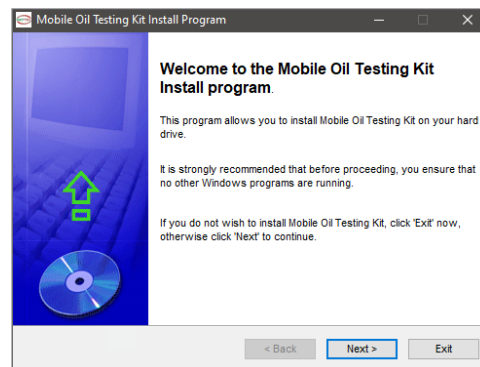 Mobile Oil Testing Kit Install Program
Welcome to the Mobile Oil Testing Kit
Install program.
This program allows you to install Mobile Oil Testing Kit on your hard
drive.
It is strongly recommended that before proceeding, you ensure that
no other Windows programs are running.
If you do not wish to install Mobile Oil Testing Kit, click 'Exit' now,
otherwise click 'Next' to continue.
< Back Next > Exit